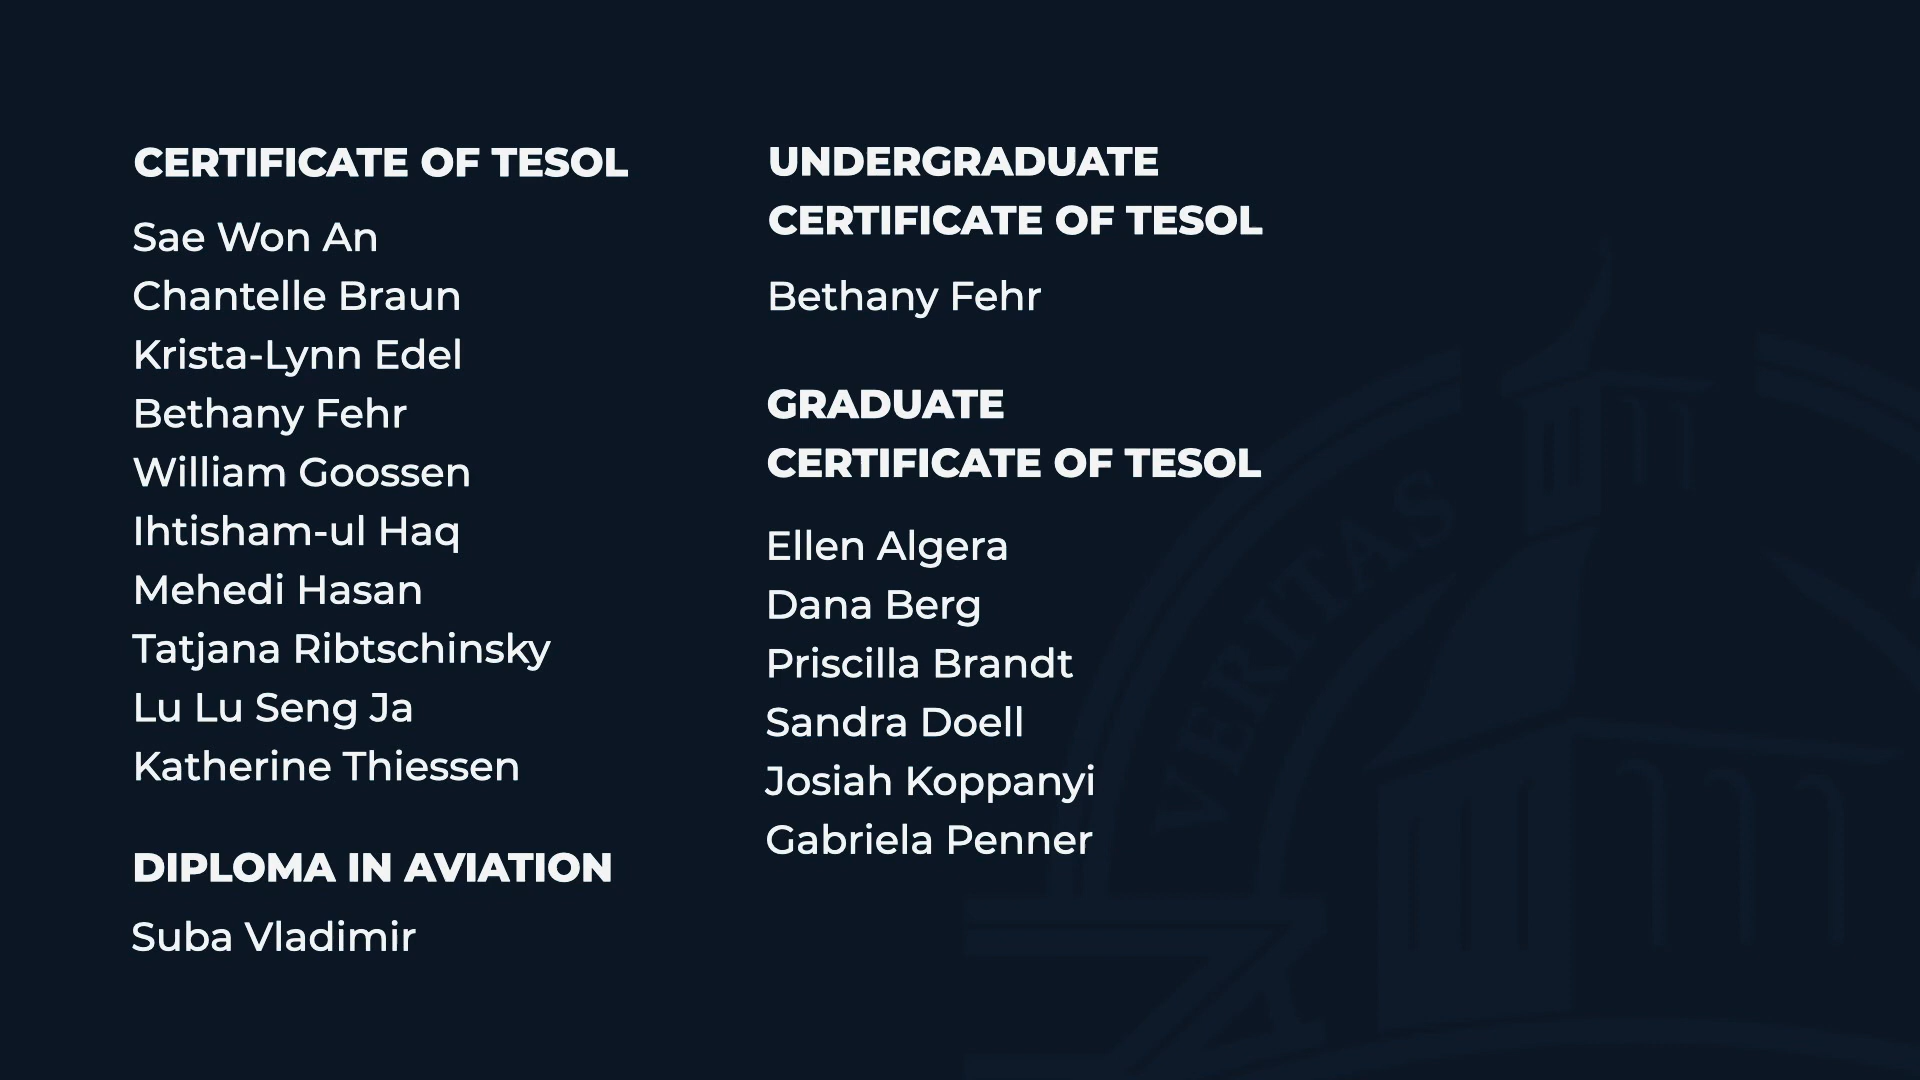 CERTIFICATE OF TESOL
Sae Won An
Chantelle Braun
Krista-Lynn Edel
Bethany Fehr
William Goossen
Ihtisham-ul Haq
Mehedi Hasan
Tatjana Ribtschinsky
Lu Lu Seng Ja
Katherine Thiessen
DIPLOMA IN AVIATION
Suba Vladimir
UNDERGRADUATE
CERTIFICATE OF TESOL
Bethany Fehr
GRADUATE
CERTIFICATE OF TESOL
Ellen Algera
Dana Berg
Priscilla Brandt
Sandra Doell
Josiah Koppanyi
Gabriela Penner
VERITAS